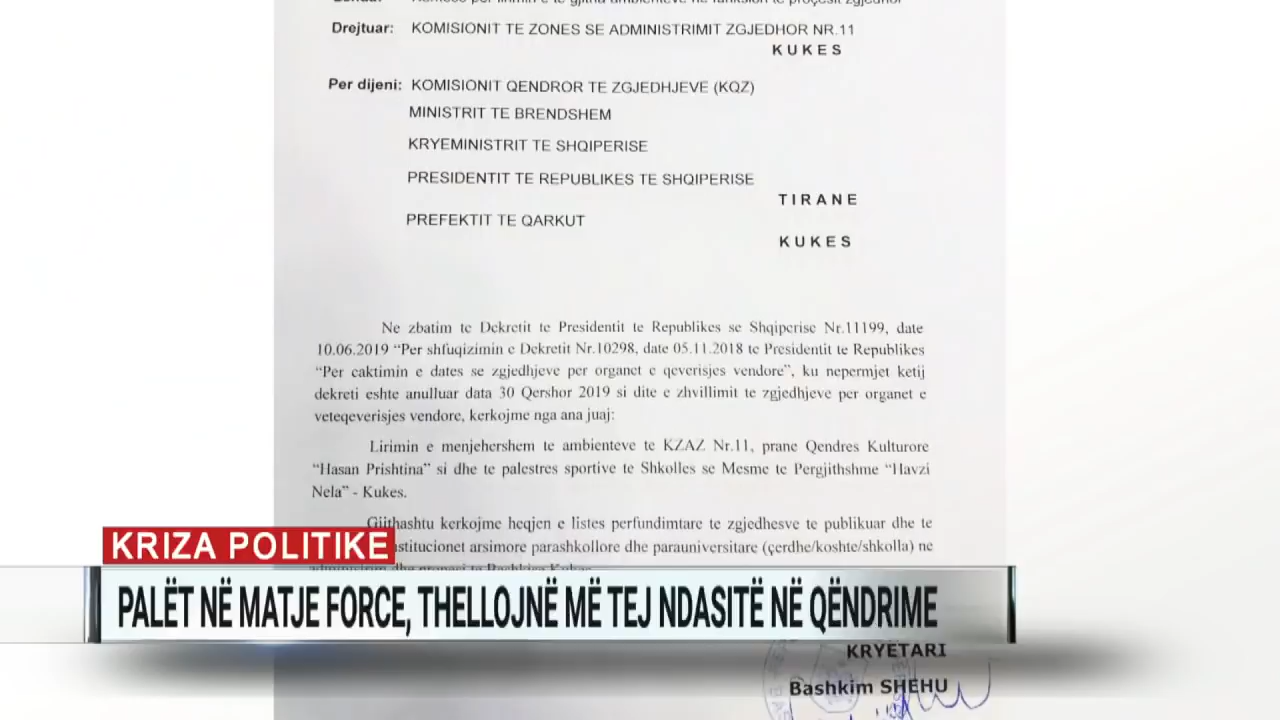 Drejtuar: KOMISIONIT TE ZONES SE ADMINISTRIMIT ZGJEDHOR NR.11
KUKES
Per dijeni: KOMISIONIT QENDROR TE ZGJEDHJEVE (KQZ)
MINISTRIT TE BRENDSHEM
KRYEMINISTRIT TE SHQIPERISE
PRESIDENTIT TE REPUBLIKES TE SHQIPERISE
TIRANE
PREFEKTIT TE QARKUT
KUKES
Ne zbatim te Dekretit te Presidentit te Republikes se Shqiperise Nr.11199, date
10.06.2019 “Per shfuqizimin e Dekretit Nr.10298, date 05.11.2018 te Presidentit te Republikes
“Per caktimin e dates se zgjedhjeve per organet e qeverisjes vendore”, ku nepermjet ketij
dekreti eshte anulluar data 30 Qershor 2019 si dite e zhvillimit te zgjedhjeve per organet e
veteqeverisjes vendore, kerkojme nga ana juaj:
Lirimin e menjehershem te ambienteve te KZAZ Nr.11, prane Qendres Kulturore
“Hasan Prishtina” si dhe te palestres sportive te Shkolles se Mesme te Pergjithshme “Havzi
Nela” - Kukes.
Gjithashtu kerkojme heqjen e listes perfundimtare te zgjedhesve te publikuar dhe te
arsimore parashkollore dhe parauniversitare (çerdhe/koshte/shkolla) ne
KRIZA POLITIKE
PALËT NË MATJE FORCE, THELLOJNË MË TEJ NDASITË NË QËNDRIME
KRYETARI
Bashkim SHEHU